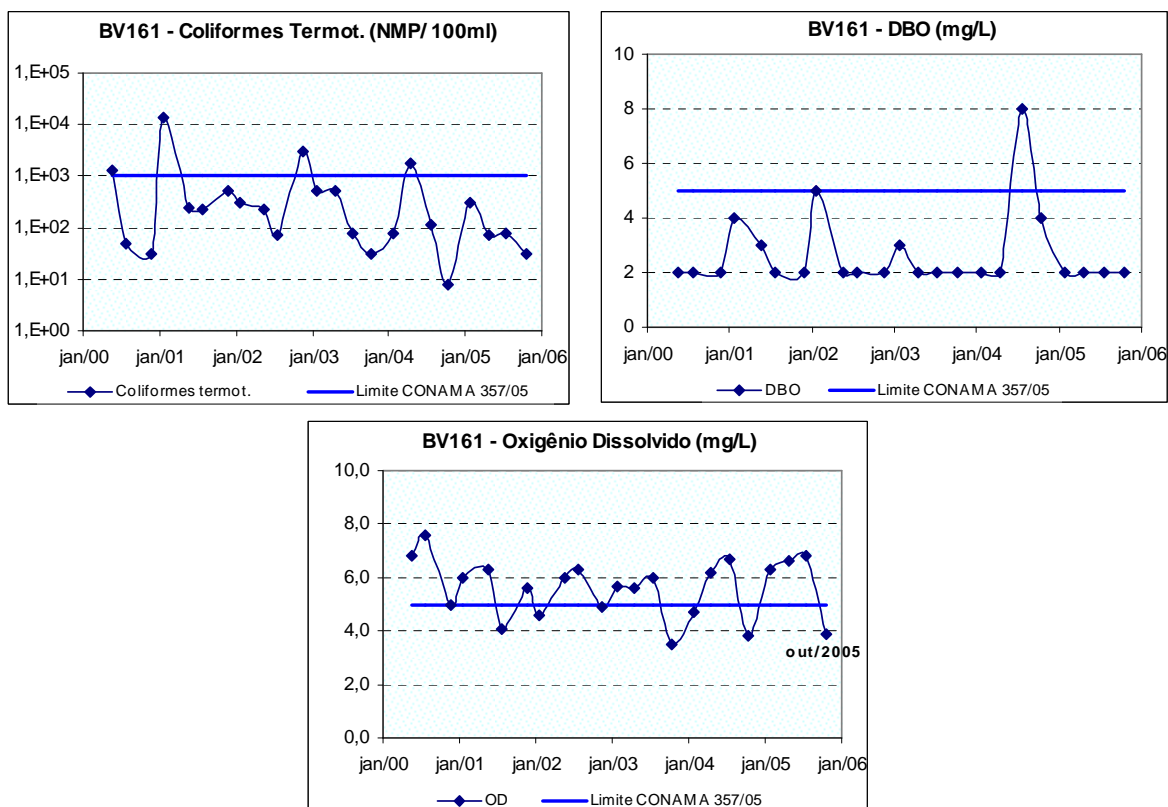 BV161 - Coliformes Termot. (NMP/ 100ml)
1,E+05
1,E+04
1,E+03
1,E+02
1,E+01
1,E+00
jan/00 jan/01 jan/02 jan/03 jan/04 jan/05 jan/06
Coliformes termot. Limite CONAMA 357/05
BV161 - DBO (mg/L)
10
8
6
4
2
0
jan/00 jan/01 jan/02 jan/03 jan/04 jan/05 jan/06
DBO Limite CONAMA 357/05
BV161 - Oxigênio Dissolvido (mg/L)
10,0
8,0
6,0
4,0
2,0
0,0
out/2005
jan/00 jan/01 jan/02 jan/03 jan/04 jan/05 jan/06
OD Limite CONAMA 357/05